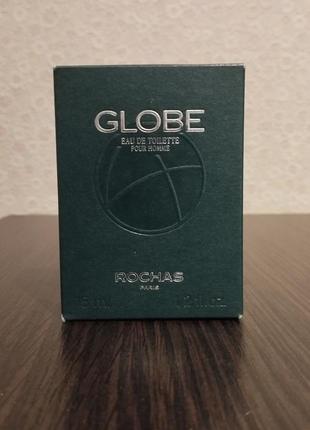 GLOBE
EAU DE TOILETTE
POUR HOMME
ROCHAS
PARIS